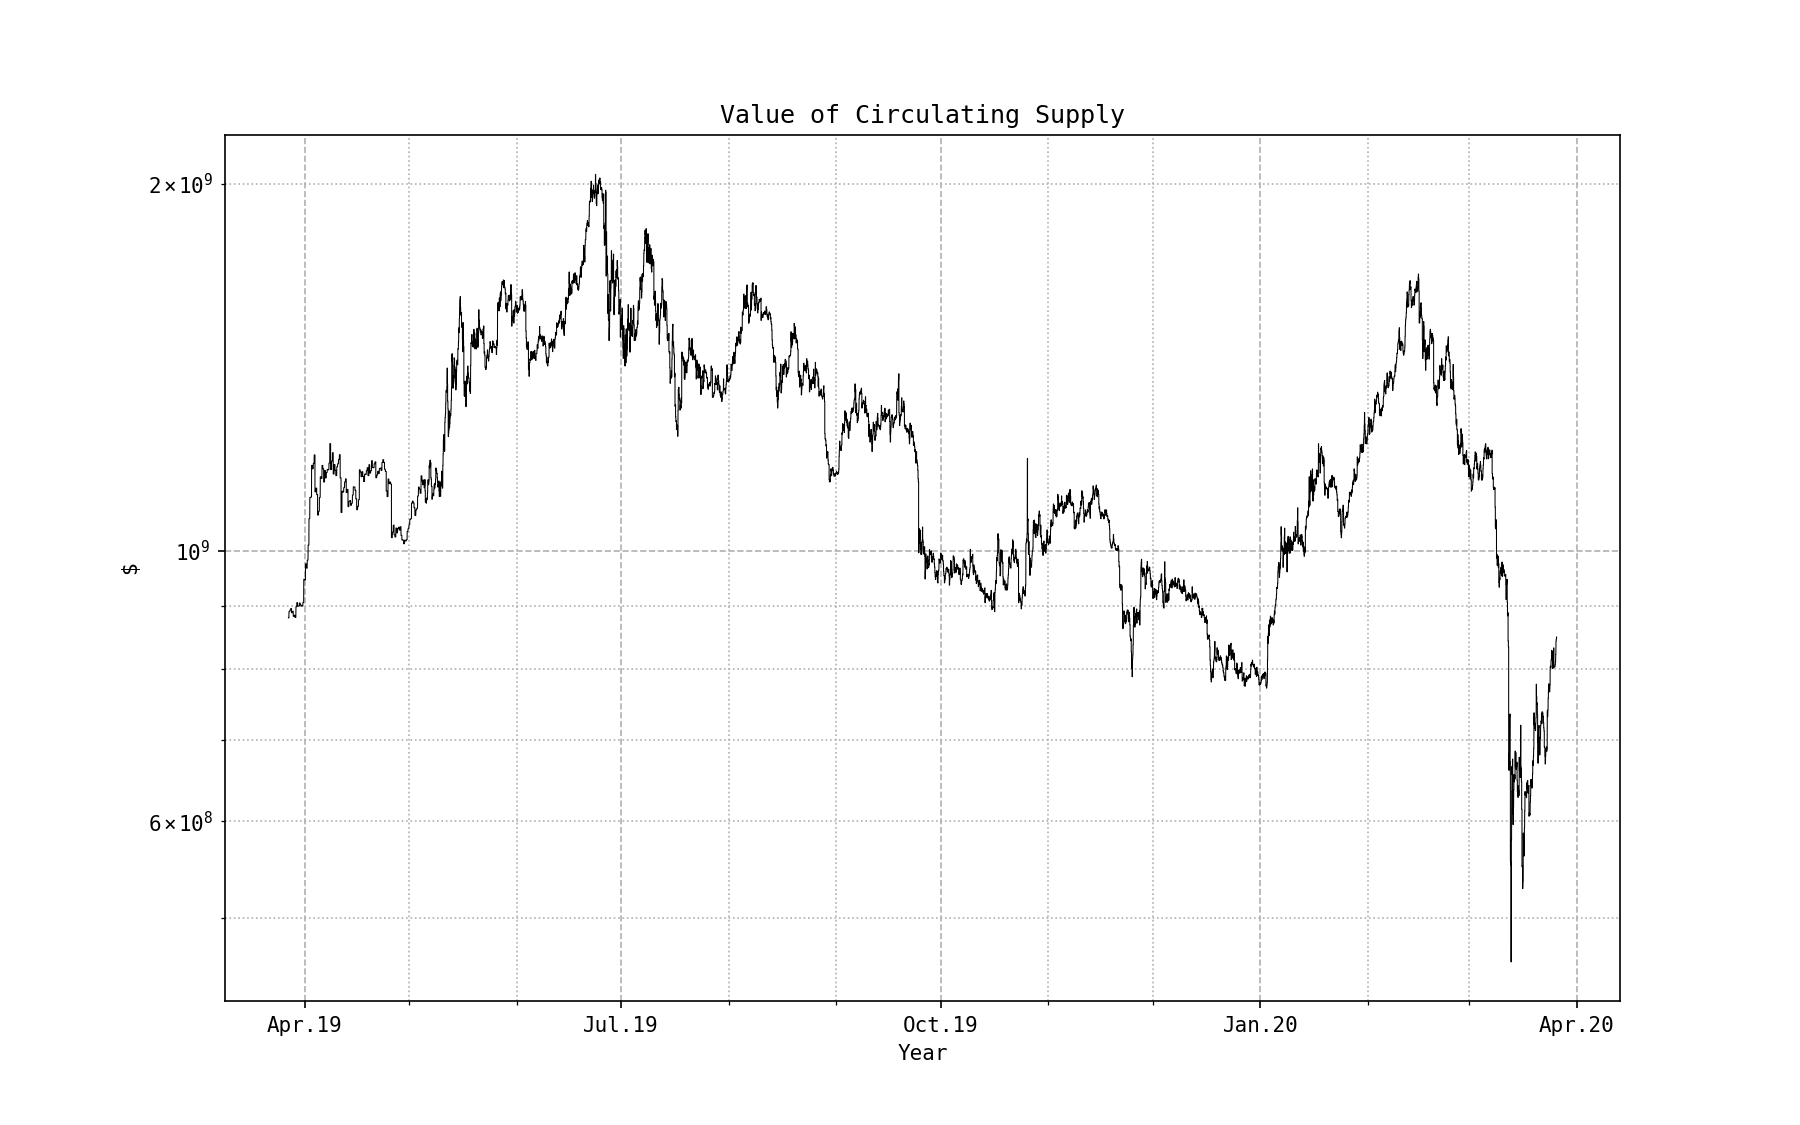 Value of Circulating Supply
2×10⁹
10⁹
$
6×10⁸
Apr.19 Jul.19 Oct.19 Jan.20 Apr.20
Year